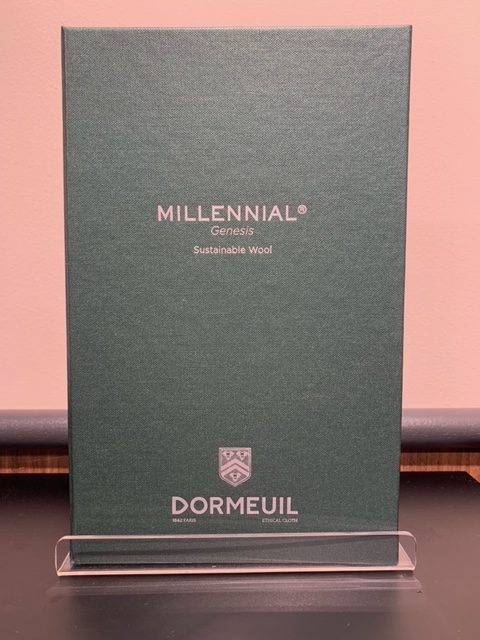 MILLENNIAL®
Genesis
Sustainable Wool
DORMEUIL
1842 PARIS ETHICAL CLOTH